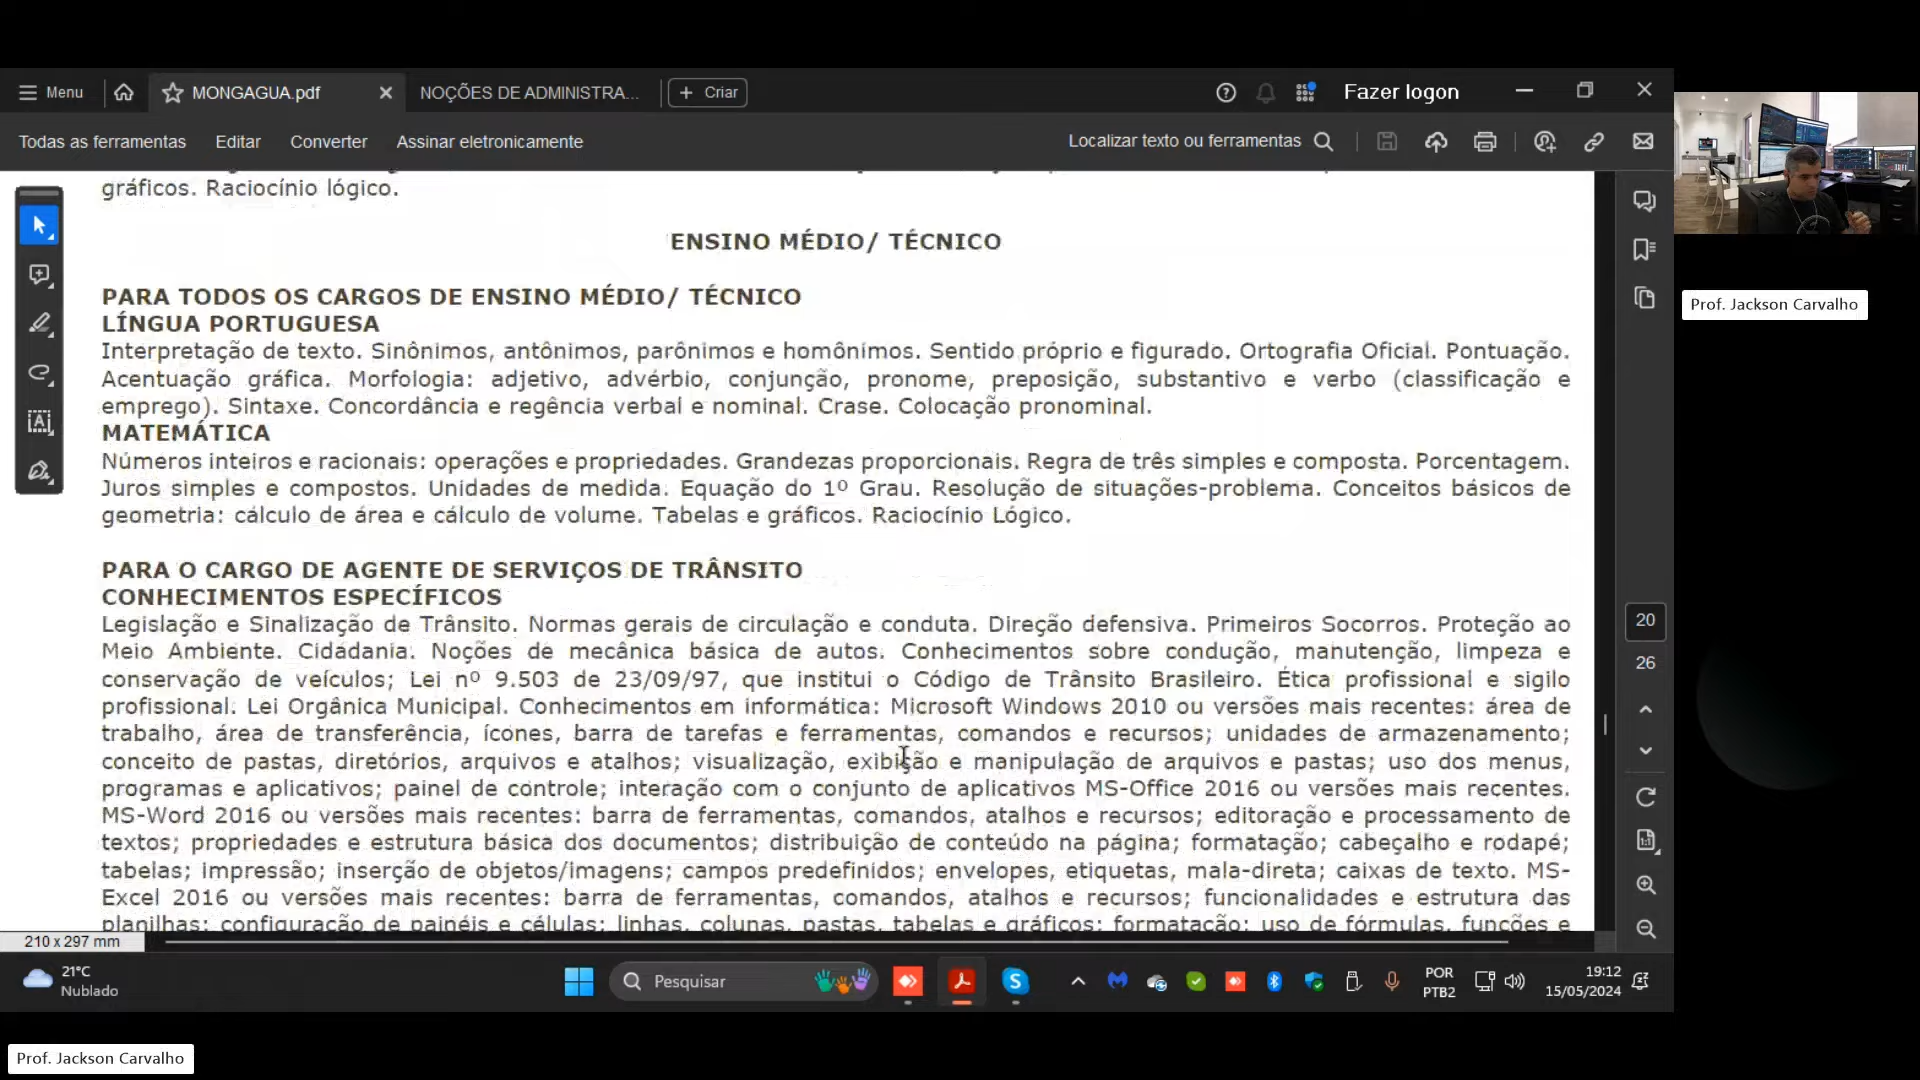 Menu
MONGAGUA.pdf
NOÇÕES DE ADMINISTRA...
Criar
Fazer logon
Todas as ferramentas
Editar
Converter
Assinar eletronicamente
Localizar texto ou ferramentas
gráficos. Raciocínio lógico.
ENSINO MÉDIO/ TÉCNICO
PARA TODOS OS CARGOS DE ENSINO MÉDIO/ TÉCNICO
LÍNGUA PORTUGUESA
Interpretação de texto. Sinônimos, antônimos, parônimos e homônimos. Sentido próprio e figurado. Ortografia Oficial. Pontuação.
Acentuação gráfica. Morfologia: adjetivo, advérbio, conjunção, pronome, preposição, substantivo e verbo (classificação e
emprego). Sintaxe. Concordância e regência verbal e nominal. Crase. Colocação pronominal.
MATEMÁTICA
Números inteiros e racionais: operações e propriedades. Grandezas proporcionais. Regra de três simples e composta. Porcentagem.
Juros simples e compostos. Unidades de medida. Equação do 1º Grau. Resolução de situações-problema. Conceitos básicos de
geometria: cálculo de área e cálculo de volume. Tabelas e gráficos. Raciocínio Lógico.
PARA O CARGO DE AGENTE DE SERVIÇOS DE TRÂNSITO
CONHECIMENTOS ESPECÍFICOS
Legislação e Sinalização de Trânsito. Normas gerais de circulação e conduta. Direção defensiva. Primeiros Socorros. Proteção ao
Meio Ambiente. Cidadania. Noções de mecânica básica de autos. Conhecimentos sobre condução, manutenção, limpeza e
conservação de veículos; Lei nº 9.503 de 23/09/97, que institui o Código de Trânsito Brasileiro. Ética profissional e sigilo
profissional. Lei Orgânica Municipal. Conhecimentos em informática: Microsoft Windows 2010 ou versões mais recentes: área de
trabalho, área de transferência, ícones, barra de tarefas e ferramentas, comandos e recursos; unidades de armazenamento;
conceito de pastas, diretórios, arquivos e atalhos; visualização, exibição e manipulação de arquivos e pastas; uso dos menus,
programas e aplicativos; painel de controle; interação com o conjunto de aplicativos MS-Office 2016 ou versões mais recentes.
MS-Word 2016 ou versões mais recentes: barra de ferramentas, comandos, atalhos e recursos; editoração e processamento de
textos; propriedades e estrutura básica dos documentos; distribuição de conteúdo na página; formatação; cabeçalho e rodapé;
tabelas; impressão; inserção de objetos/imagens; campos predefinidos; envelopes, etiquetas, mala-direta; caixas de texto. MS-
Excel 2016 ou versões mais recentes: barra de ferramentas, comandos, atalhos e recursos; funcionalidades e estrutura das
planilhas; configuração de painéis e células; linhas, colunas, pastas, tabelas e gráficos; formatação; uso de fórmulas, funções e
20
26
210 x 297 mm
21°C
Nublado
Pesquisar
POR
PTB2
19:12
15/05/2024
Prof. Jackson Carvalho
Prof. Jackson Carvalho